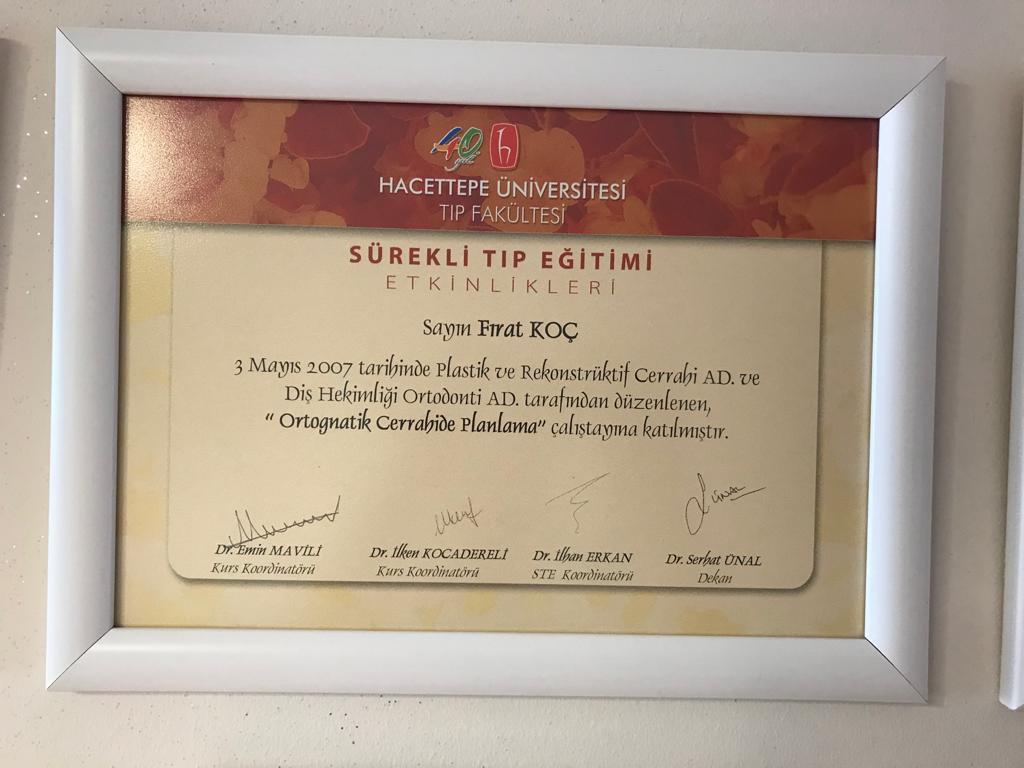 40 yıl
HACETTEPE ÜNİVERSİTESİ
TIP FAKÜLTESİ
SÜREKLİ TIP EĞİTİMİ
ETKİNLİKLERİ
Sayın Fırat KOÇ
3 Mayıs 2007 tarihinde Plastik ve Rekonstrüktif Cerrahi AD. ve
Diş Hekimliği Ortodonti AD. tarafından düzenlenen,
“ Ortognatik Cerrahide Planlama” çalıştayına katılmıştır.
Dr. Emin MAVİLİ Dr. İlken KOCADERELİ Dr. İlhan ERKAN Dr. Serhat ÜNAL
Kurs Koordinatörü Kurs Koordinatörü STE Koordinatörü Dekan